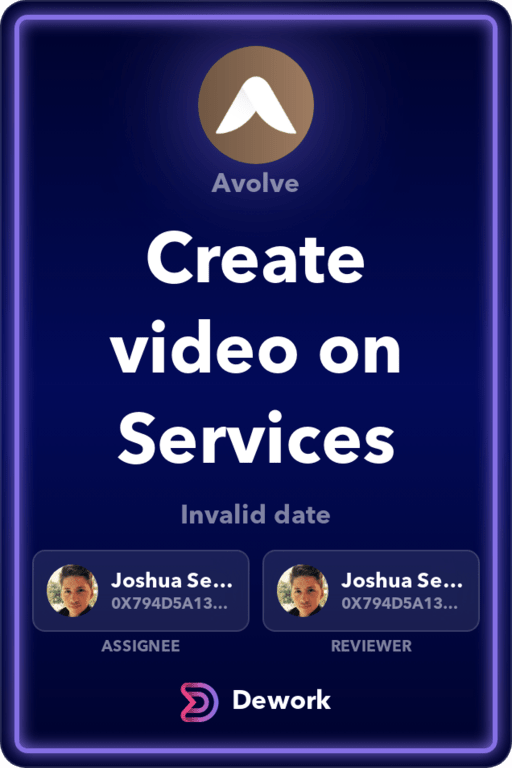 Avolve
Create
video on
Services
Invalid date
Joshua Se...
0X794D5A13...
Joshua Se...
0X794D5A13...
ASSIGNEE
REVIEWER
Dework